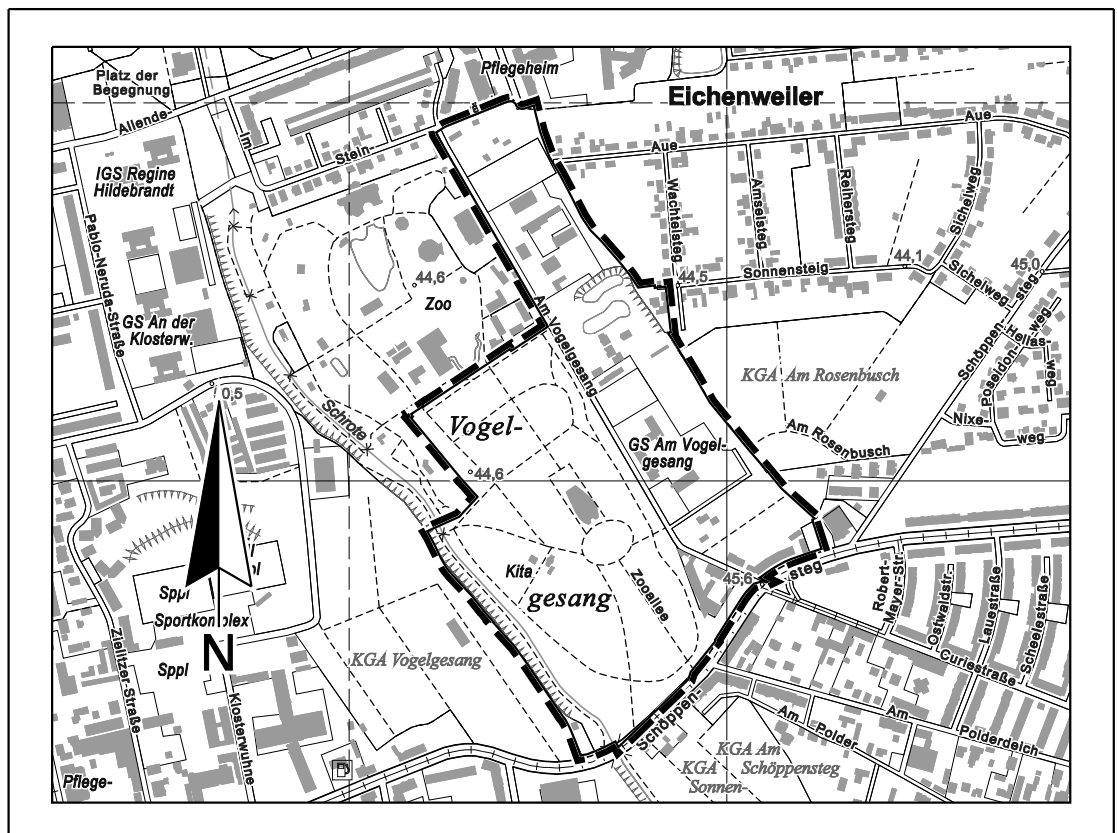 Pflegeheim
Platz der
Begegnung
Eichenweiler
Allende-
Im
Stein-
Aue
Aue
IGS Regine
Hildebrandt
Wachtelsteg
Amselsteg
Reihersteg
Sichelweg
Pablo-Neruda-Straße
44,6
Zoo
44,5
Sonnensteig
44,1
Sichelweg
45,0
Schöppen-
steg
Hellas-
weg
Poseidon-
weg
Nixe-
weg
GS An der
Klosterw.
Am Vogelgesang
KGA Am Rosenbusch
Am Rosenbusch
0,5
Schrote
Vogel-
gesang
44,6
GS Am Vogel-
gesang
Kita
Zooallee
45,6
steg
Robert-
Mayer-Str.
Ostwaldstr.
Lauestraße
Scheelestraße
Curiestraße
Sppl
Sportkomplex
N
Sppl
Zielitzer-Straße
Klosterwuhne
KGA Vogelgesang
Schöppen-
Am
Polder
Am
Polderdeich
KGA Am
Schöppensteg
KGA
Sonnen-
Pflege-